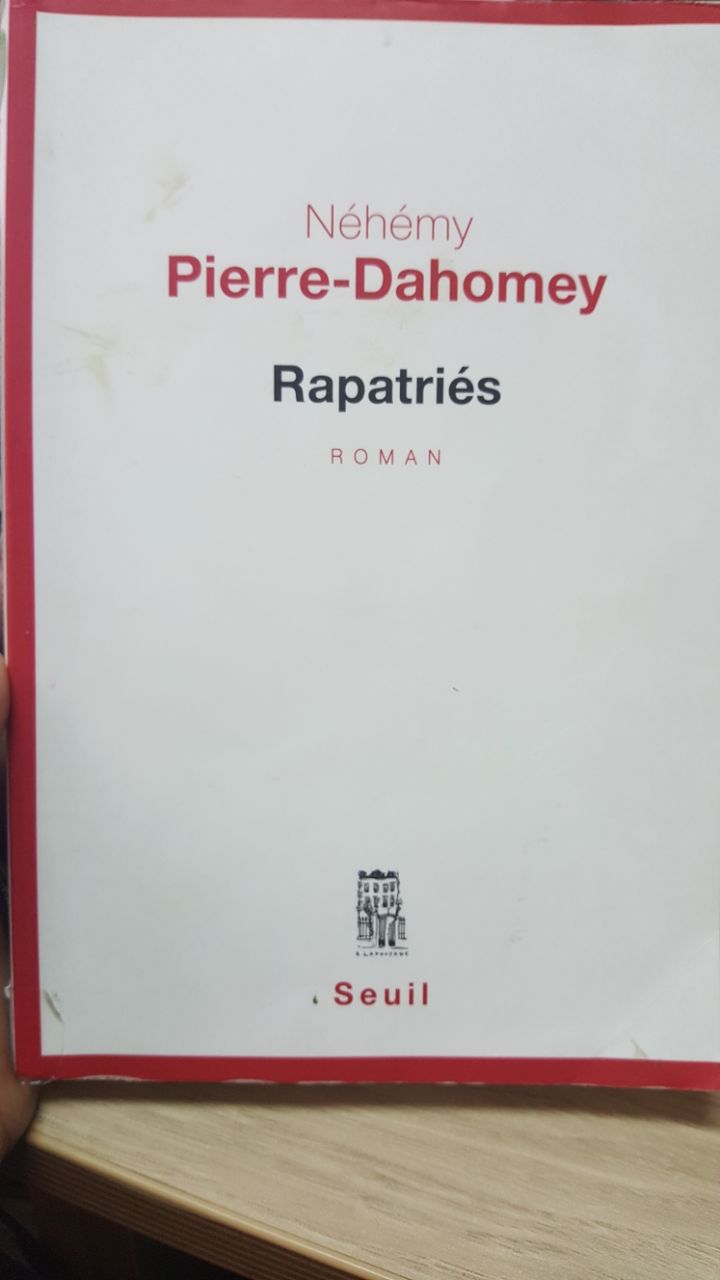 Néhémy
Pierre-Dahomey
Rapatriés
ROMAN
Seuil